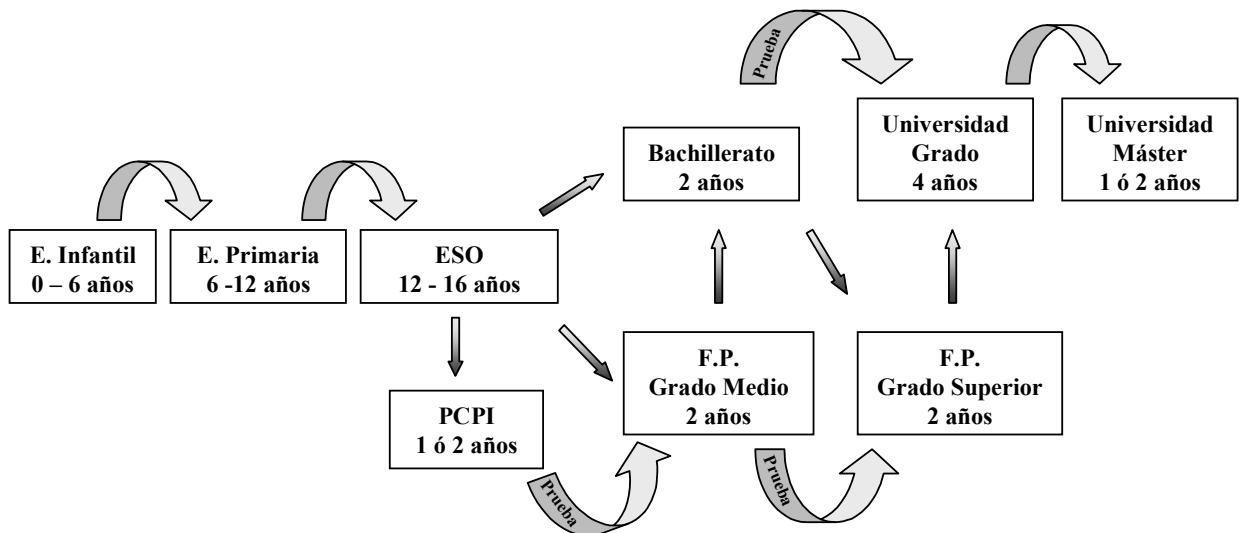 E. Infantil
0 – 6 años
E. Primaria
6 -12 años
ESO
12 - 16 años
PCPI
1 ó 2 años
Prueba
Bachillerato
2 años
F.P.
Grado Medio
2 años
Prueba
Prueba
Universidad
Grado
4 años
F.P.
Grado Superior
2 años
Universidad
Máster
1 ó 2 años